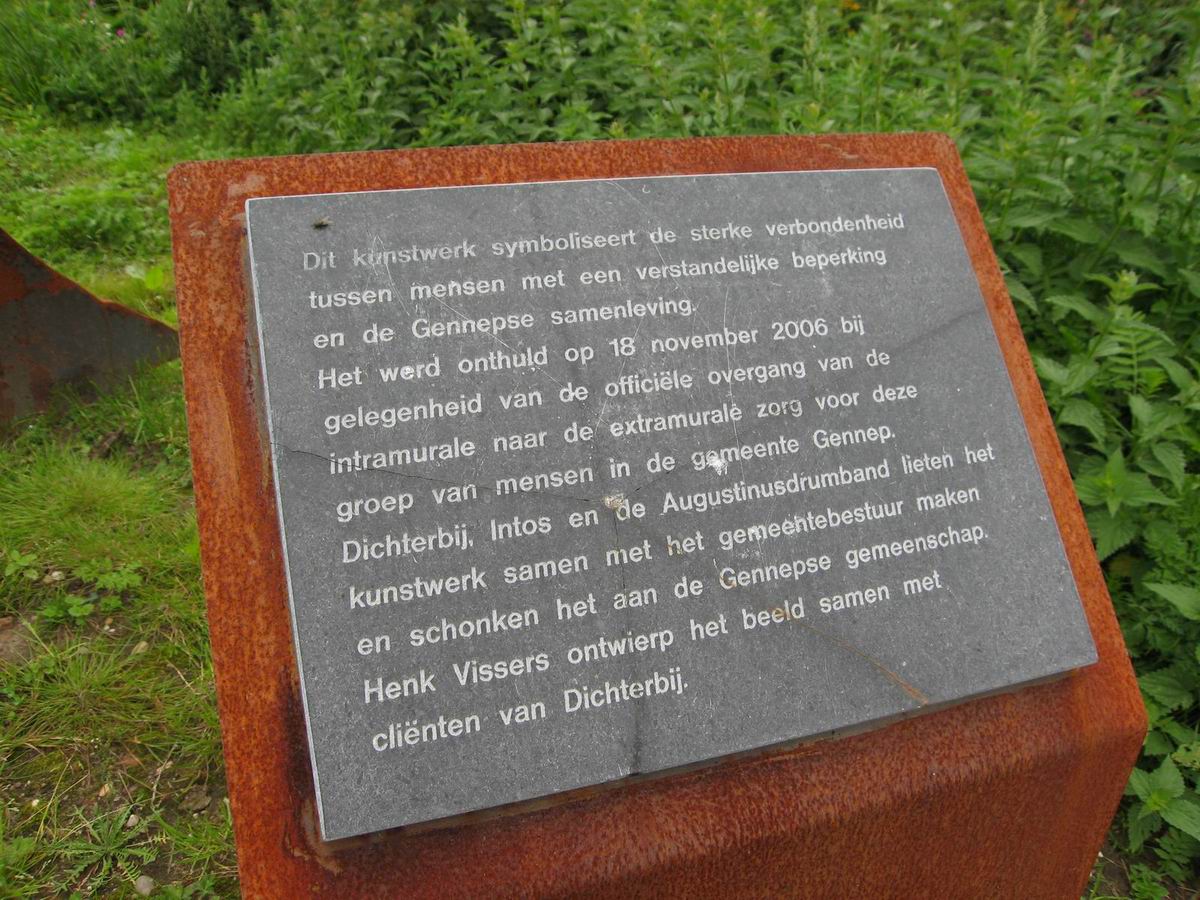 Dit kunstwerk symboliseert de sterke verbondenheid
tussen mensen met een verstandelijke beperking
en de Gennepse samenleving.
Het werd onthuld op 18 november 2006 bij
gelegenheid van de officiële overgang van de
intramurale naar de extramurale zorg voor deze
groep van mensen in de gemeente Gennep.
Dichterbij, Intos en de Augustinusdrumband lieten het
kunstwerk samen met het gemeentebestuur maken
en schonken het aan de Gennepse gemeenschap.
Henk Vissers ontwierp het beeld samen met
cliënten van Dichterbij.